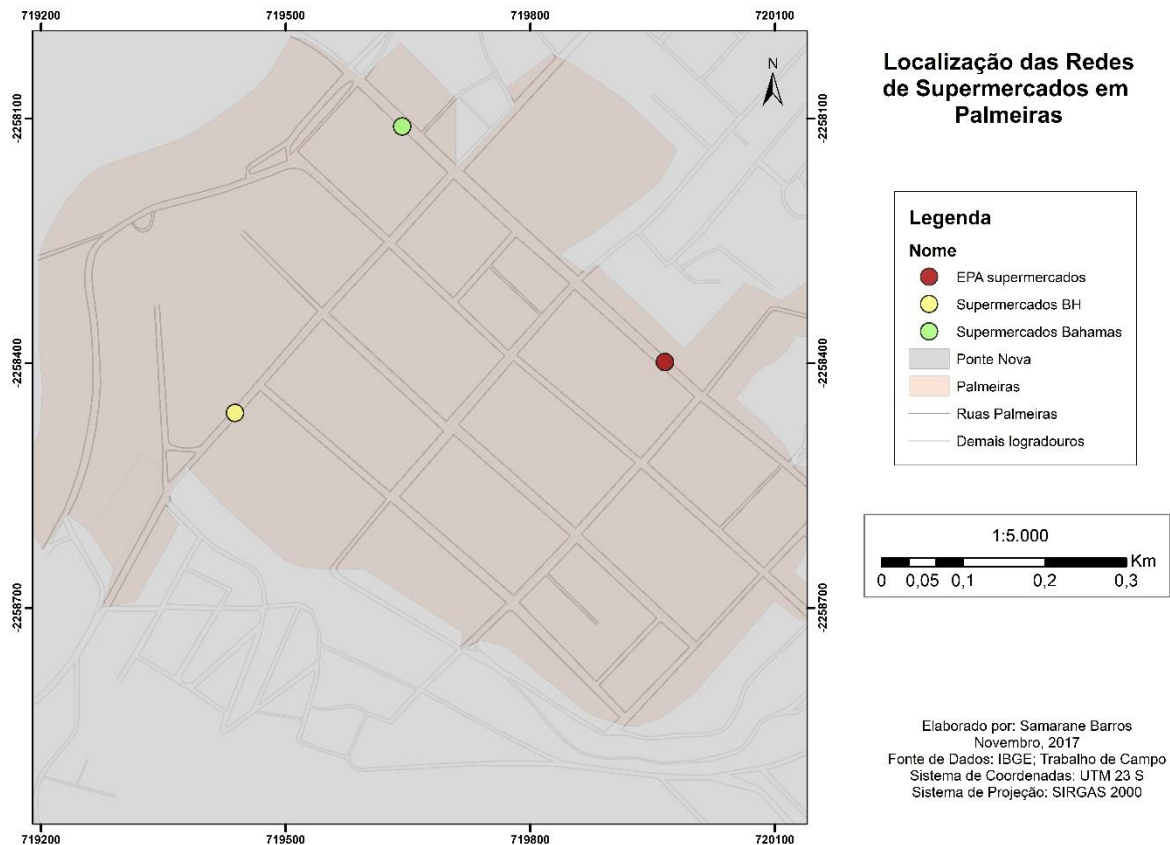 719200 719500 719800 720100
-2258100 -2258100
-2258400 -2258400
-2258700 -2258700
719200 719500 719800 720100
N
Localização das Redes
de Supermercados em
Palmeiras
Legenda
Nome
EPA supermercados
Supermercados BH
Supermercados Bahamas
Ponte Nova
Palmeiras
Ruas Palmeiras
Demais logradouros
1:5.000
Km
0 0,05 0,1 0,2 0,3
Elaborado por: Samarane Barros
Novembro, 2017
Fonte de Dados: IBGE; Trabalho de Campo
Sistema de Coordenadas: UTM 23 S
Sistema de Projeção: SIRGAS 2000